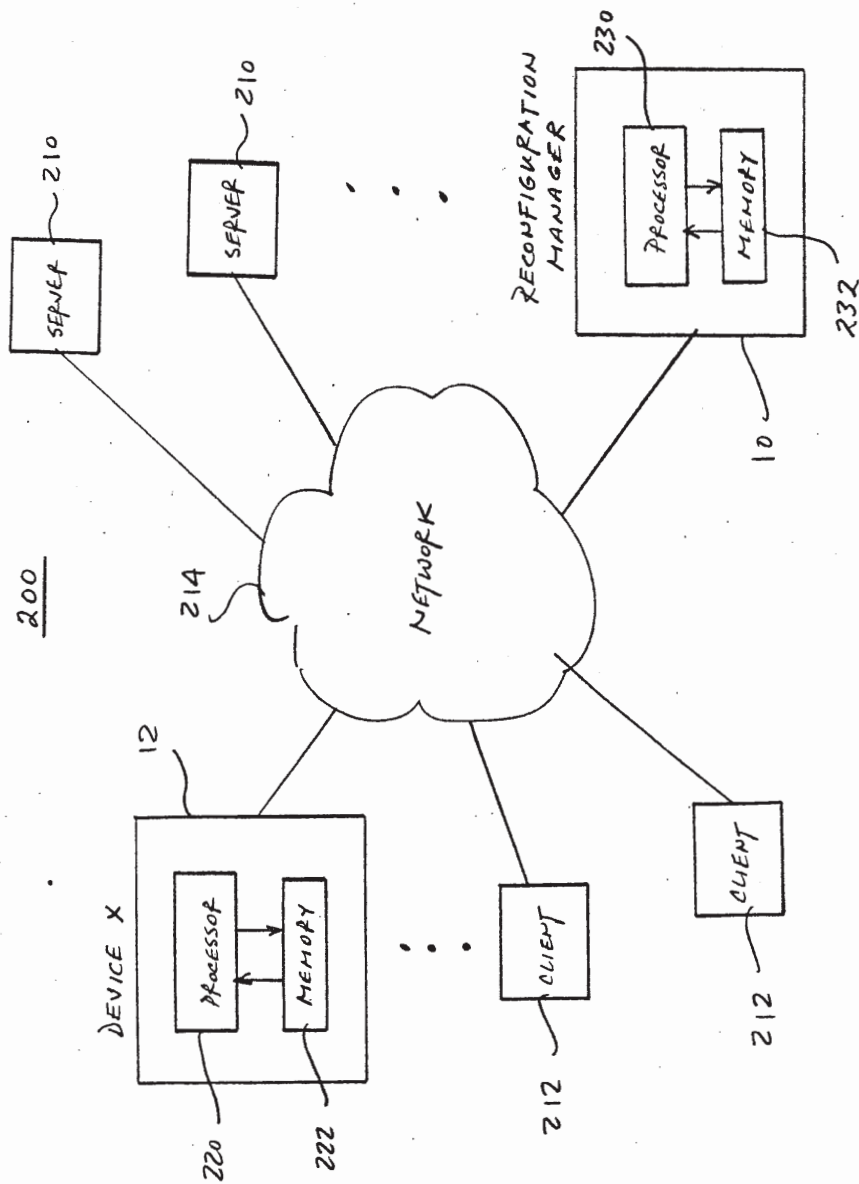 200
DEVICE X
12
PROCESSOR
MEMORY
220
222
CLIENT
212
CLIENT
212
214
NETWORK
SERVER
210
SERVER
210
RECONFIGURATION
MANAGER
PROCESSOR
230
MEMORY
232
10